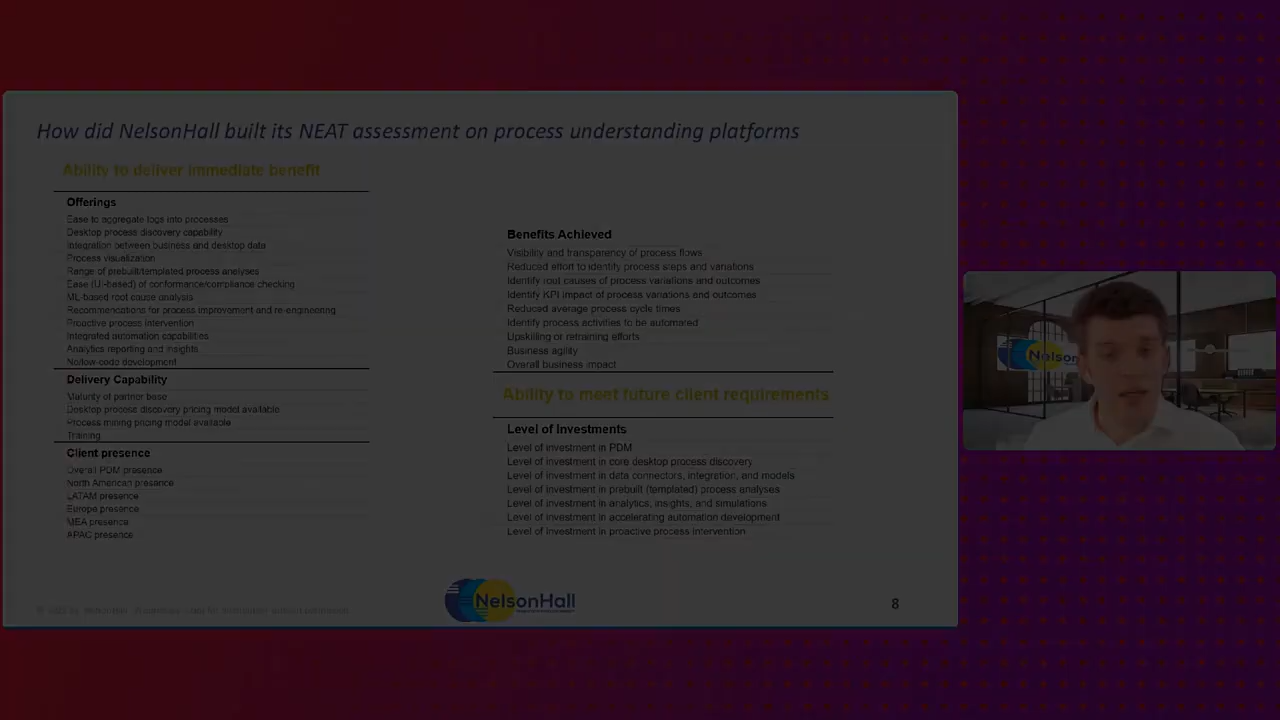 How did NelsonHall built its NEAT assessment on process understanding platforms
Ability to deliver immediate benefit
Offerings
Ease to aggregate logs into processes
Desktop process discovery capability
Integration between business and desktop data
Process visualization
Range of prebuilt/templated process analyses
Ease (UI-based) of conformance/compliance checking
ML-based root cause analysis
Recommendations for process improvement and re-engineering
Proactive process intervention
Integrated automation capabilities
Analytics reporting and insights
No/low-code development
Delivery Capability
Maturity of partner base
Desktop process discovery pricing model available
Process mining pricing model available
Training
Client presence
Overall PDM presence
North American presence
LATAM presence
Europe presence
MEA presence
APAC presence
Benefits Achieved
Visibility and transparency of process flows
Reduced effort to identify process steps and variations
Identify root causes of process variations and outcomes
Identify KPI impact of process variations and outcomes
Reduced average process cycle times
Identify process activities to be automated
Upskilling or retraining efforts
Business agility
Overall business impact
Ability to meet future client requirements
Level of Investments
Level of investment in PDM
Level of investment in core desktop process discovery
Level of investment in data connectors, integration, and models
Level of investment in prebuilt (templated) process analyses
Level of investment in analytics, insights, and simulations
Level of investment in accelerating automation development
Level of investment in proactive process intervention
NelsonHall
8
Nelson